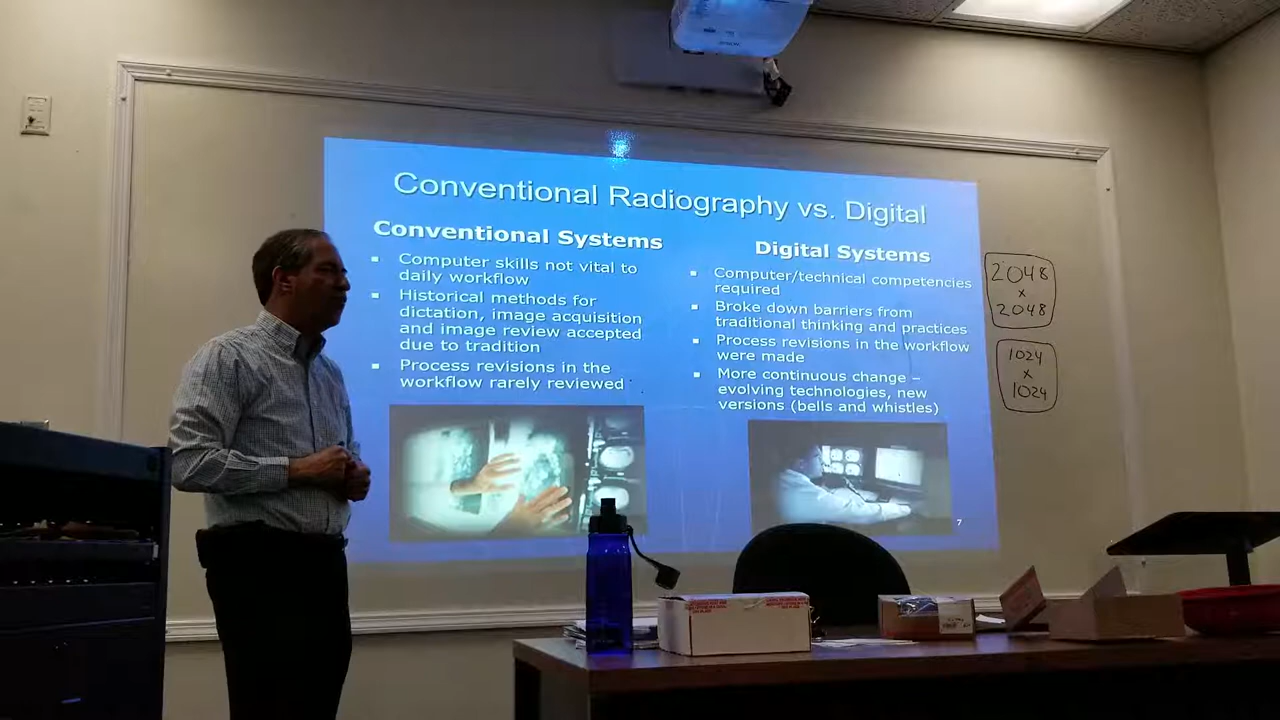 Conventional Radiography vs. Digital
Conventional Systems
▪ Computer skills not vital to
daily workflow
▪ Historical methods for
dictation, image acquisition
and image review accepted
due to tradition
▪ Process revisions in the
workflow rarely reviewed
Digital Systems
▪ Computer/technical competencies
required
▪ Broke down barriers from
traditional thinking and practices
▪ Process revisions in the workflow
were made
▪ More continuous change –
evolving technologies, new
versions (bells and whistles)
7
2048
x
2048
1024
x
1024